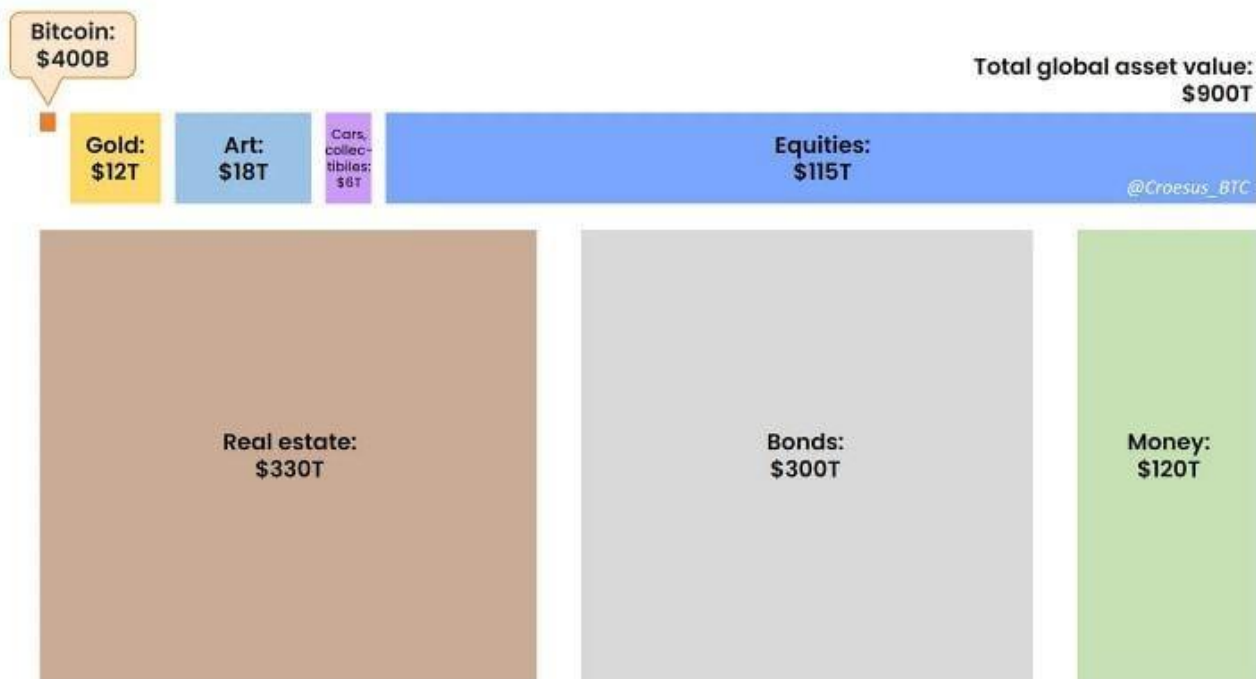 Bitcoin:
$400B
Total global asset value:
$900T
Gold:
$12T
Art:
$18T
Cars,
collec-
tibiles:
$6T
Equities:
$115T
@Croesus_BTC
Real estate:
$330T
Bonds:
$300T
Money:
$120T